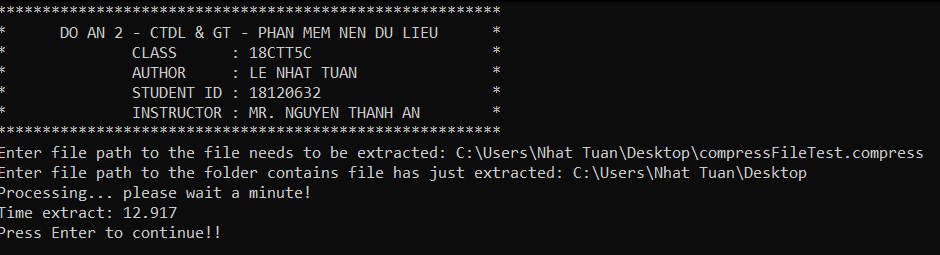 ********************************************************
* DO AN 2 - CTDL & GT - PHAN MEM NEN DU LIEU *
* CLASS : 18CTT5C *
* AUTHOR : LE NHAT TUAN *
* STUDENT ID : 18120632 *
* INSTRUCTOR : MR. NGUYEN THANH AN *
********************************************************
Enter file path to the file needs to be extracted: C:\Users\Nhat Tuan\Desktop\compressFileTest.compress
Enter file path to the folder contains file has just extracted: C:\Users\Nhat Tuan\Desktop
Processing... please wait a minute!
Time extract: 12.917
Press Enter to continue!!